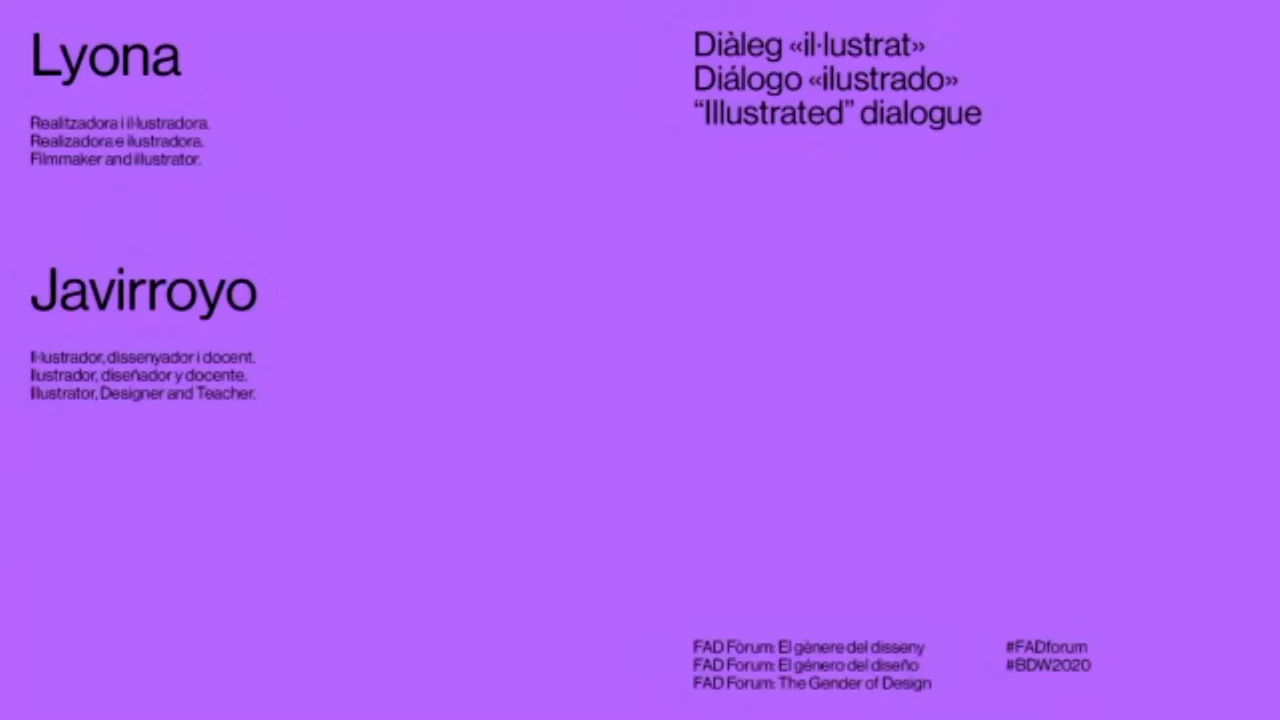 Lyona
Realitzadora i il·lustradora.
Realizadora e ilustradora.
Filmmaker and illustrator.
Javirroyo
Il·lustrador, dissenyador i docent.
Ilustrador, diseñador y docente.
Illustrator, Designer and Teacher.
Diàleg «il·lustrat»
Diálogo «ilustrado»
“Illustrated” dialogue
FAD Fòrum: El gènere del disseny
FAD Forum: El género del diseño
FAD Forum: The Gender of Design
#FADforum
#BDW2020